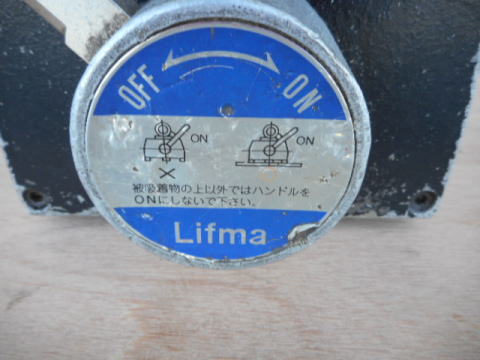 OFF ON
ON ON
×
被吸着物の上以外ではハンドルを
ONにしないで下さい。
Lifma